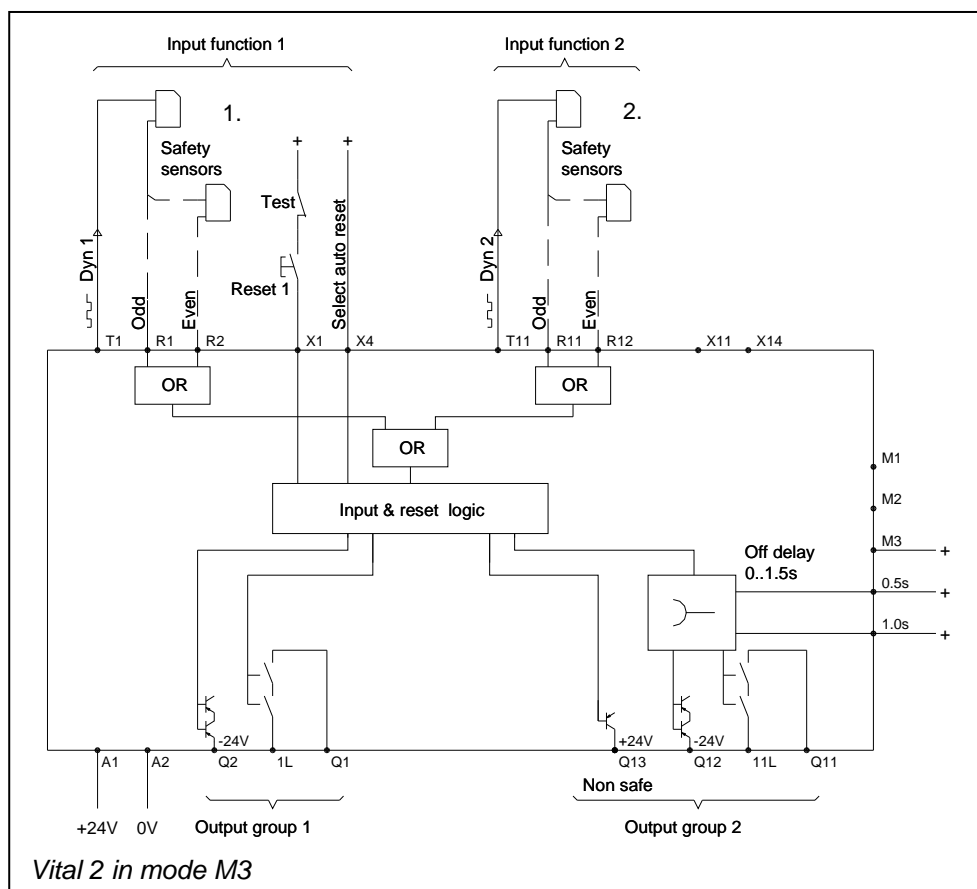 Input function 1
Input function 2
1.
2.
Safety
sensors
Safety
sensors
+
+
Test
Select auto reset
Dyn 1
Reset 1
Odd
Even
Dyn 2
Odd
Even
T1 R1 R2 X1 X4 T11 R11 R12 X11 X14
OR
OR
OR
M1
Input & reset logic
M2
M3
+
Off delay
0..1.5s
0.5s
+
1.0s
+
-24V
+24V
-24V
A1 A2 Q2 1L Q1 Q13 Q12 11L Q11
Non safe
+24V 0V
Output group 1
Output group 2
Vital 2 in mode M3